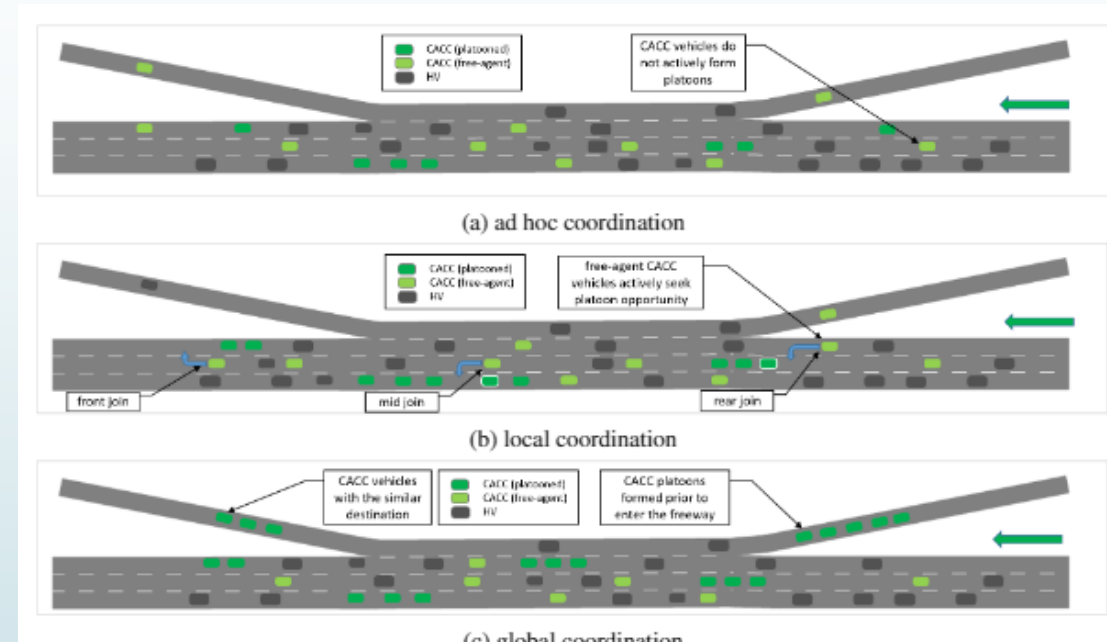 CACC (platooned)
CACC (free-agent)
HV
CACC vehicles do
not actively form
platoons
(a) ad hoc coordination
CACC (platooned)
CACC (free-agent)
HV
free-agent CACC
vehicles actively seek
platoon opportunity
front join
mid join
rear join
(b) local coordination
CACC vehicles
with the similar
destination
CACC (platooned)
CACC (free-agent)
HV
CACC platoons
formed prior to
enter the freeway
(c) global coordination